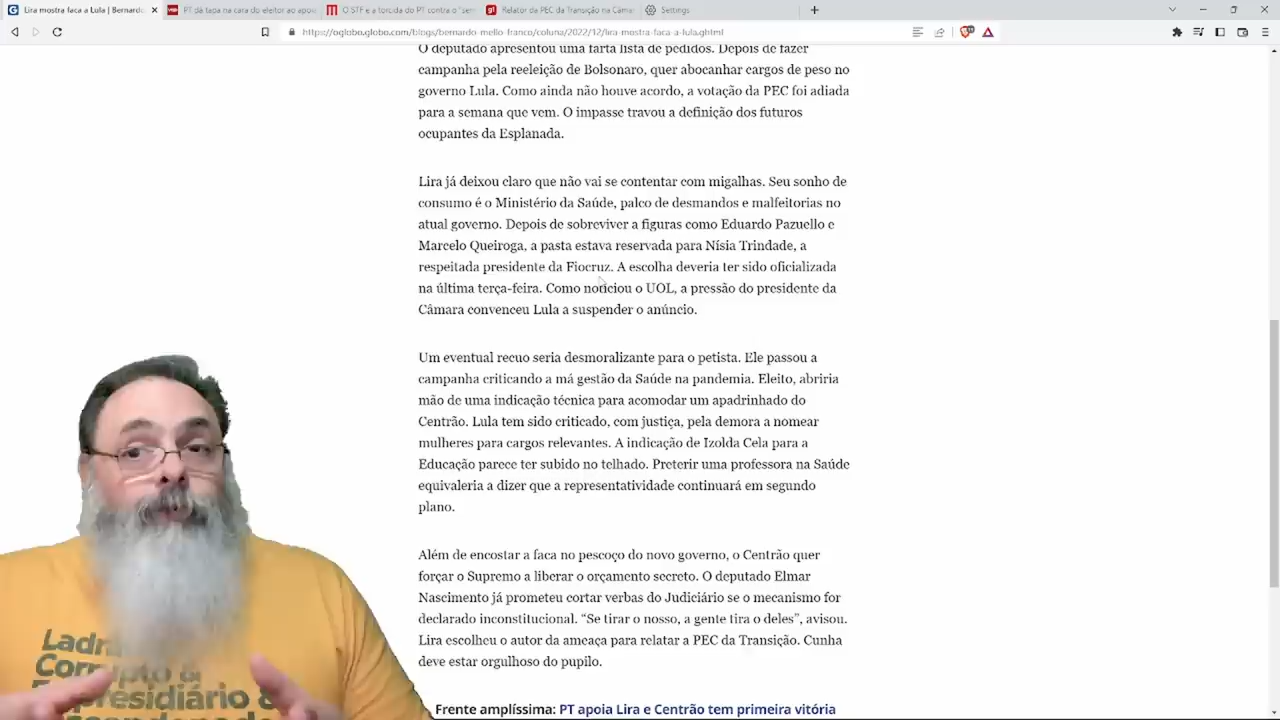 Lira mostra faca a Lula | Bernardo
PT dá tapa na cara do eleitor ao apoi
O STF e a torcida do PT contra o "sem
Relator da PEC da Transição na Câma
Settings
https://oglobo.globo.com/blogs/bernardo-mello-franco/coluna/2022/12/lira-mostra-faca-a-lula.ghtml
O deputado apresentou uma farta lista de pedidos. Depois de fazer
campanha pela reeleição de Bolsonaro, quer abocanhar cargos de peso no
governo Lula. Como ainda não houve acordo, a votação da PEC foi adiada
para a semana que vem. O impasse travou a definição dos futuros
ocupantes da Esplanada.
Lira já deixou claro que não vai se contentar com migalhas. Seu sonho de
consumo é o Ministério da Saúde, palco de desmandos e malfeitorias no
atual governo. Depois de sobreviver a figuras como Eduardo Pazuello e
Marcelo Queiroga, a pasta estava reservada para Nísia Trindade, a
respeitada presidente da Fiocruz. A escolha deveria ter sido oficializada
na última terça-feira. Como noticiou o UOL, a pressão do presidente da
Câmara convenceu Lula a suspender o anúncio.
Um eventual recuo seria desmoralizante para o petista. Ele passou a
campanha criticando a má gestão da Saúde na pandemia. Eleito, abriria
mão de uma indicação técnica para acomodar um apadrinhado do
Centrão. Lula tem sido criticado, com justiça, pela demora a nomear
mulheres para cargos relevantes. A indicação de Izolda Cela para a
Educação parece ter subido no telhado. Preterir uma professora na Saúde
equivaleria a dizer que a representatividade continuará em segundo
plano.
Além de encostar a faca no pescoço do novo governo, o Centrão quer
forçar o Supremo a liberar o orçamento secreto. O deputado Elmar
Nascimento já prometeu cortar verbas do Judiciário se o mecanismo for
declarado inconstitucional. “Se tirar o nosso, a gente tira o deles”, avisou.
Lira escolheu o autor da ameaça para relatar a PEC da Transição. Cunha
deve estar orgulhoso do pupilo.
Frente amplíssima: PT apoia Lira e Centrão tem primeira vitória